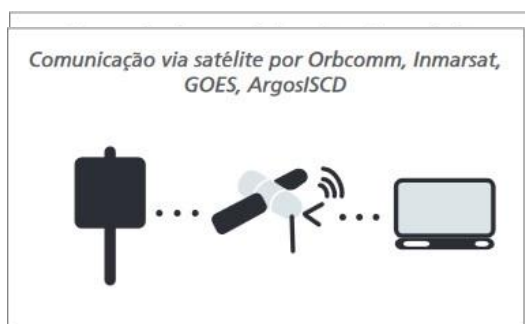 Comunicação via satélite por Orbcomm, Inmarsat,
GOES, ArgosISCD